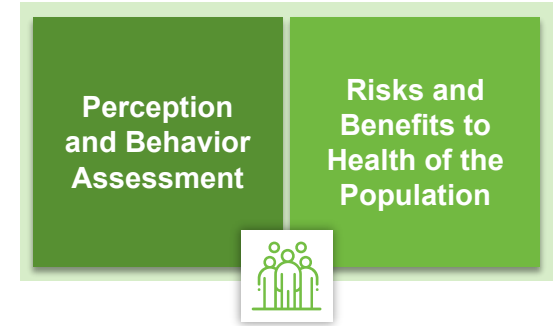 Perception
and Behavior
Assessment
Risks and
Benefits to
Health of the
Population